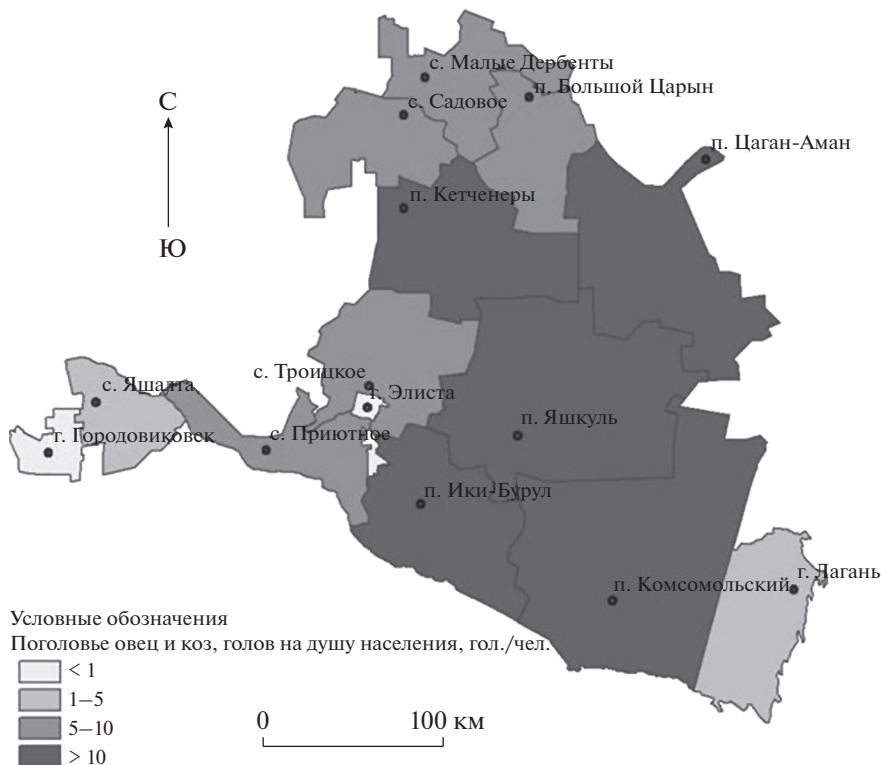 с. Малые Дербенты
п. Большой Царын
С
с. Садовое
п. Цаган-Аман
п. Кетченеры
Ю
с. Троицкое
г. Элиста
с. Яшалта
г. Городовиковск
с. Приютное
п. Яшкуль
п. Ики-Бурул
г. Лагань
п. Комсомольский
Условные обозначения
Поголовье овец и коз, голов на душу населения, гол./чел.
< 1
1–5
5–10
> 10
0 100 км